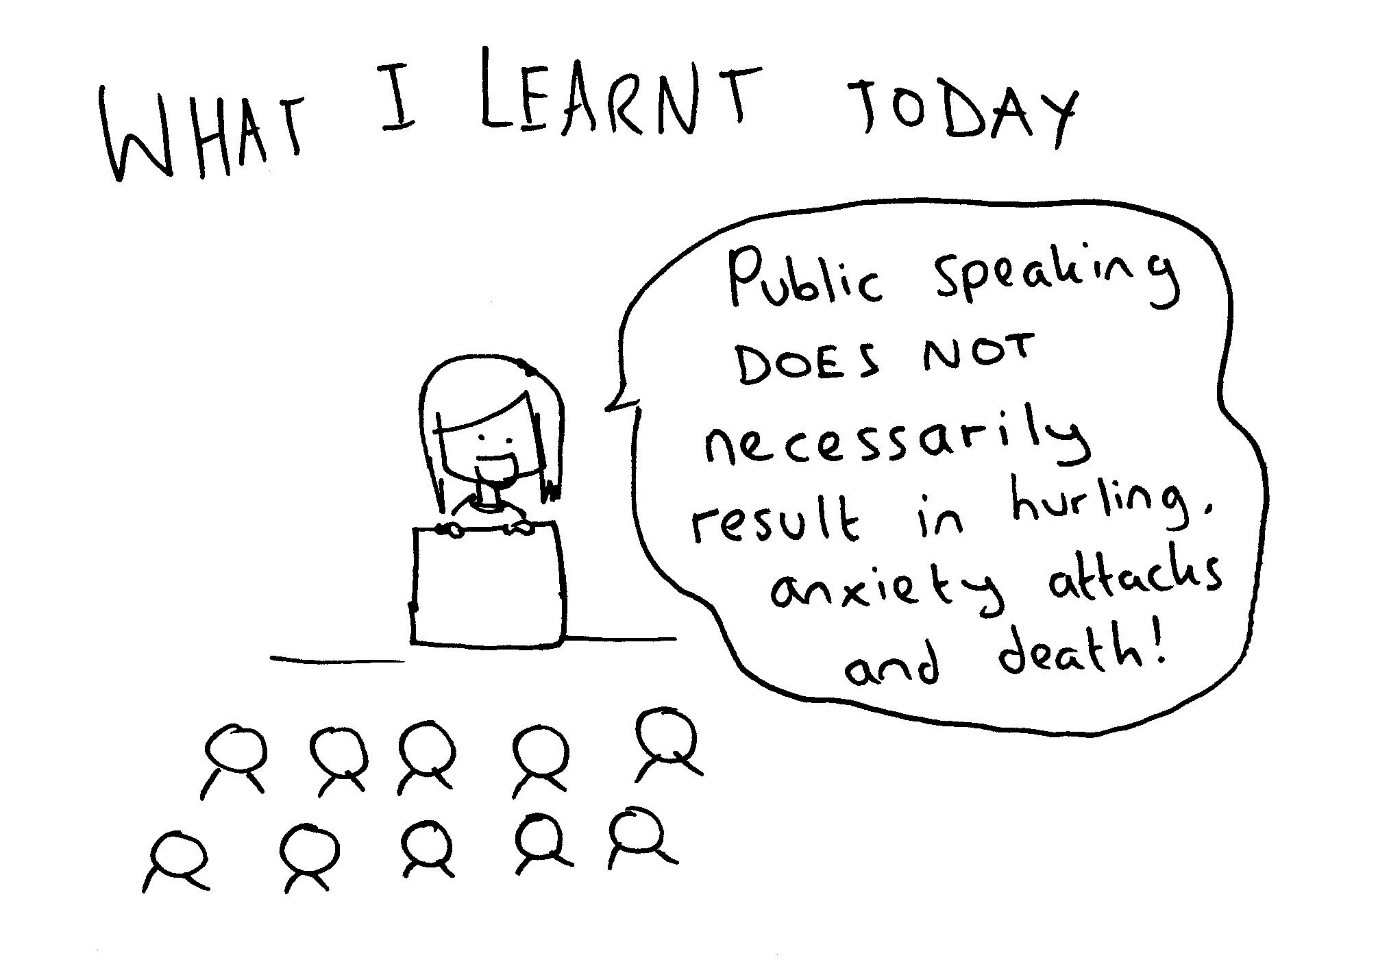 WHAT I LEARNT TODAY
Public speaking
DOES NOT
necessarily
result in hurling,
anxiety attacks
and death!